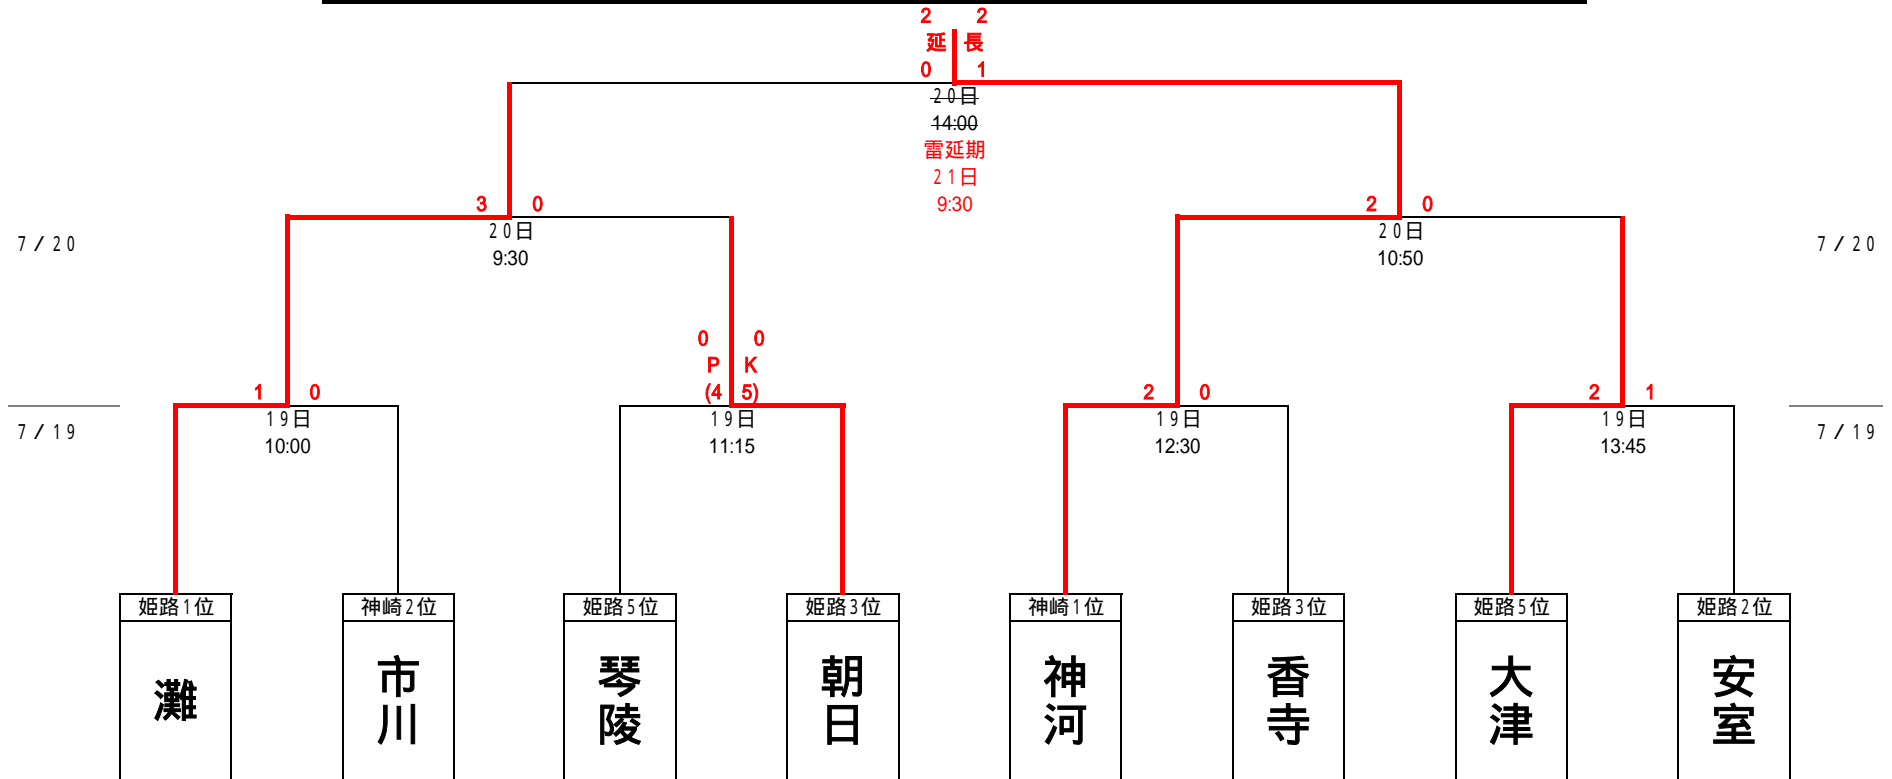 2 2
延 長
0 1
20日
14:00
雷延期
21日
9:30
3 0
20日
9:30
2 0
20日
10:50
7/20
7/20
0 0
P K
(4 5)
1 0
19日
10:00
19日
11:15
2 0
19日
12:30
2 1
19日
13:45
7/19
7/19
姫路1位
神崎2位
姫路5位
姫路3位
神崎1位
姫路3位
姫路5位
姫路2位
灘
市川
琴陵
朝日
神河
香寺
大津
安室